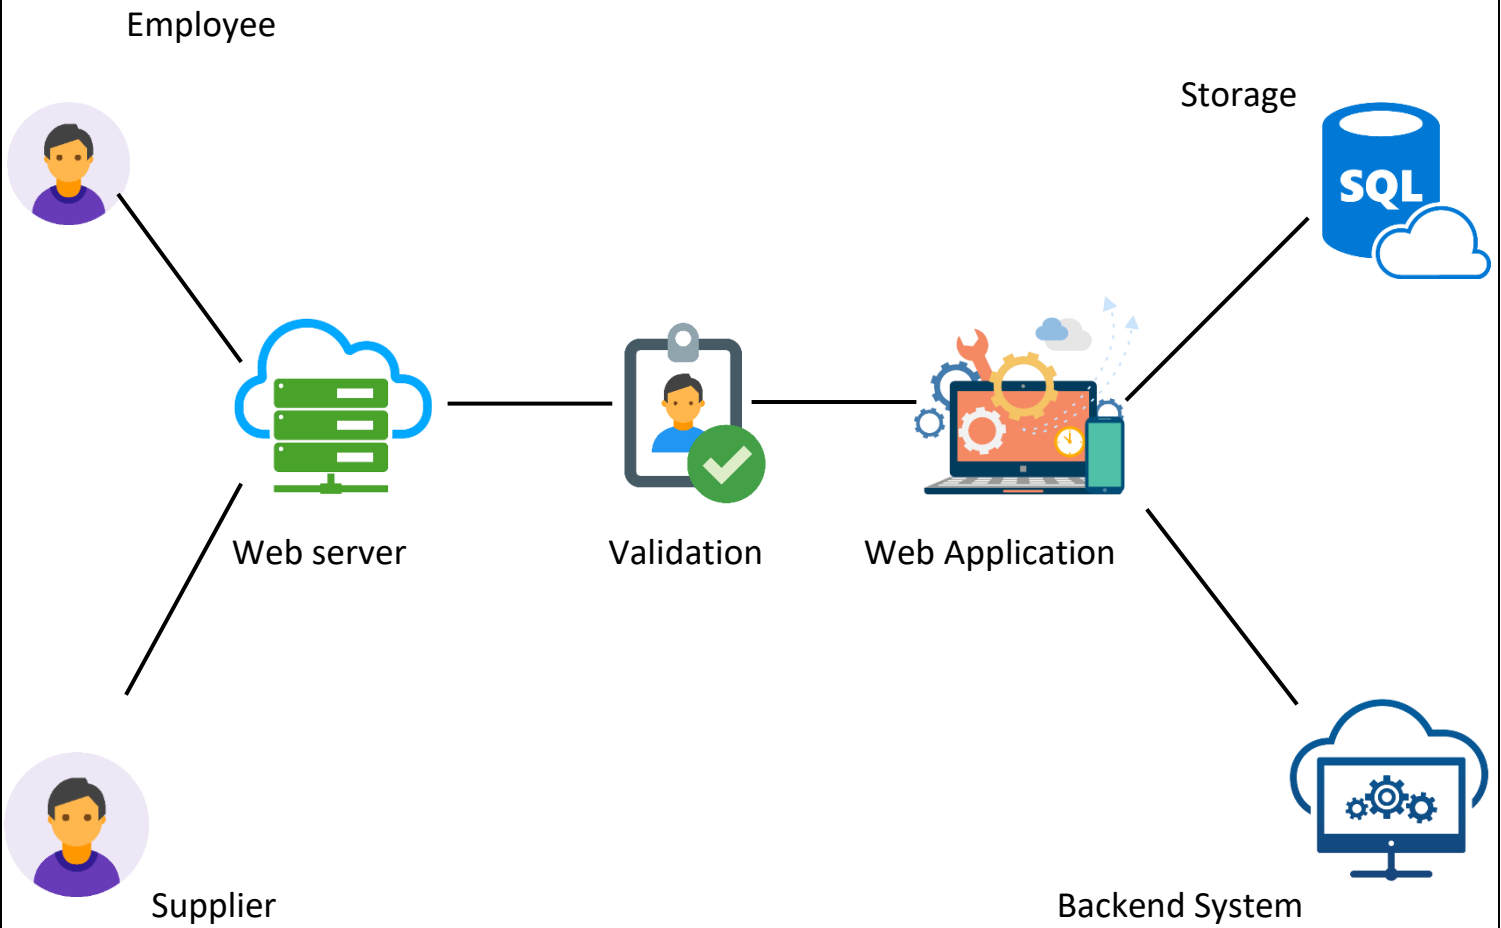 Employee
Storage
SQL
Web server
Validation
Web Application
Supplier
Backend System